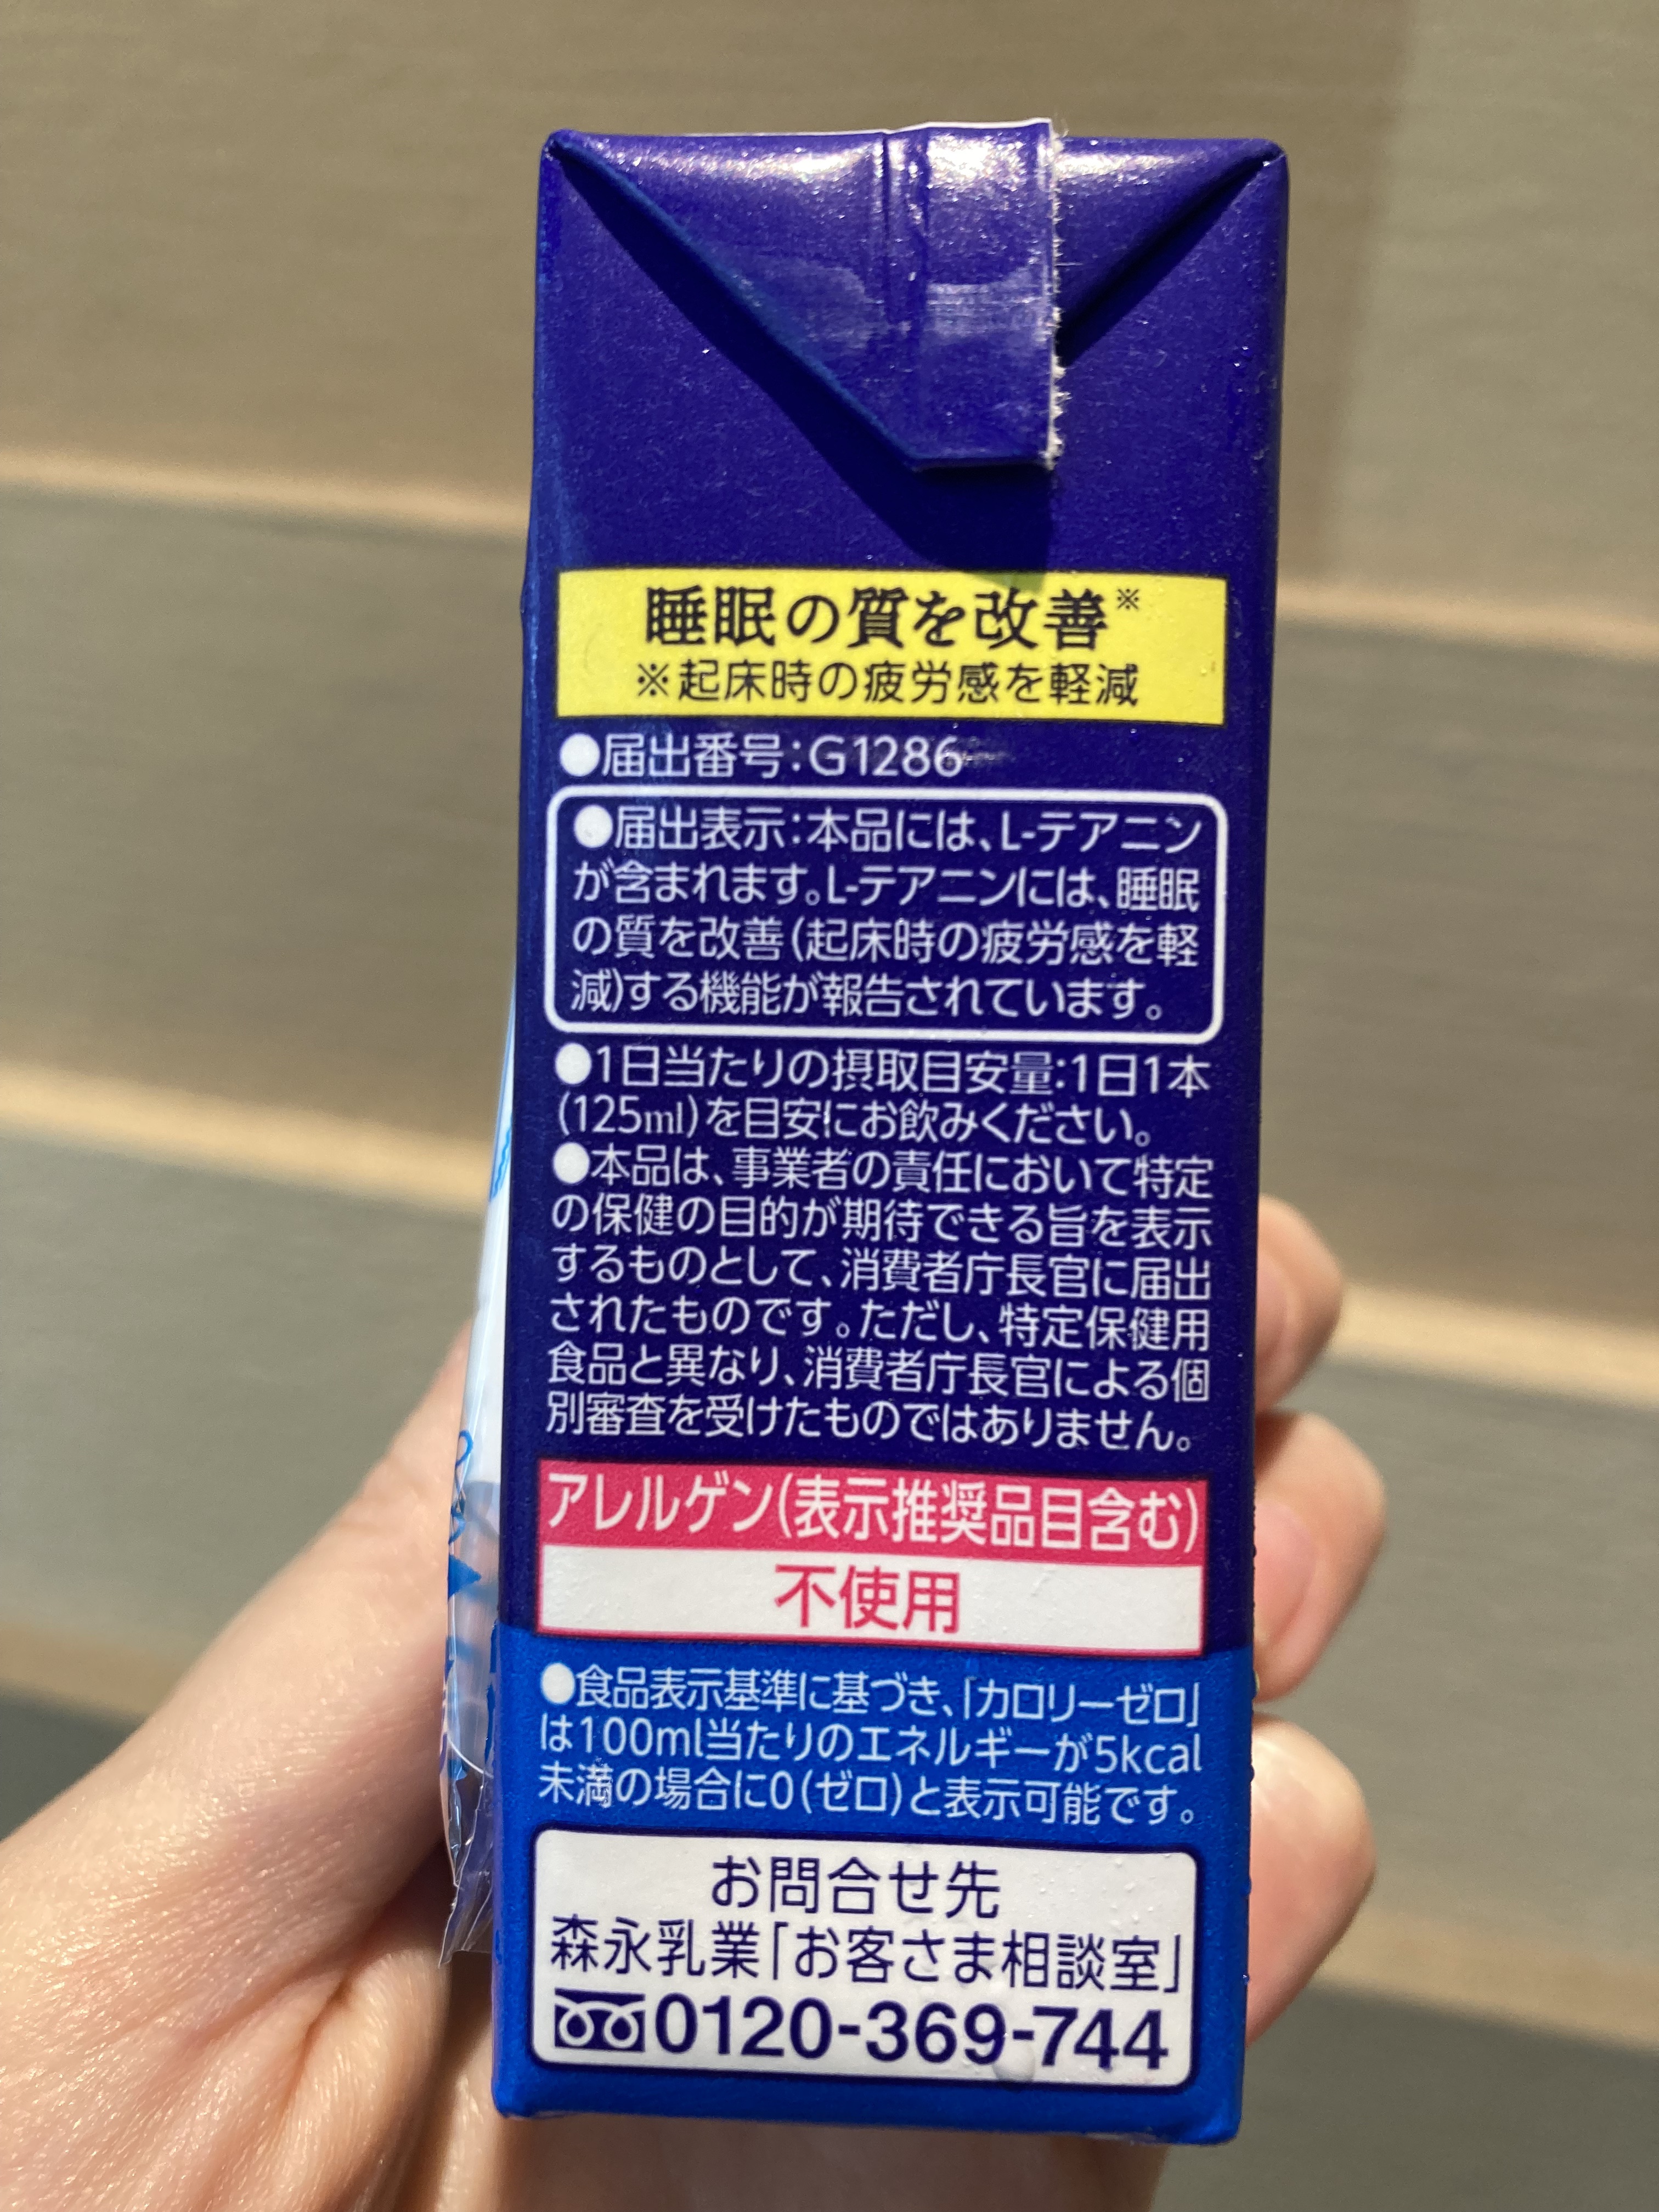 睡眠の質を改善※
※起床時の疲労感を軽減
●届出番号:G1286
●届出表示:本品には、L-テアニン
が含まれます。L-テアニンには、睡眠
の質を改善(起床時の疲労感を軽
減)する機能が報告されています。
●1日当たりの摂取目安量:1日1本
(125ml)を目安にお飲みください。
●本品は、事業者の責任において特定
の保健の目的が期待できる旨を表示
するものとして、消費者庁長官に届出
されたものです。ただし、特定保健用
食品と異なり、消費者庁長官による個
別審査を受けたものではありません。
アレルゲン(表示推奨品目含む)
不使用
●食品表示基準に基づき、「カロリーゼロ」
は100ml当たりのエネルギーが5kcal
未満の場合に0(ゼロ)と表示可能です。
お問合せ先
森永乳業「お客さま相談室」
0120-369-744